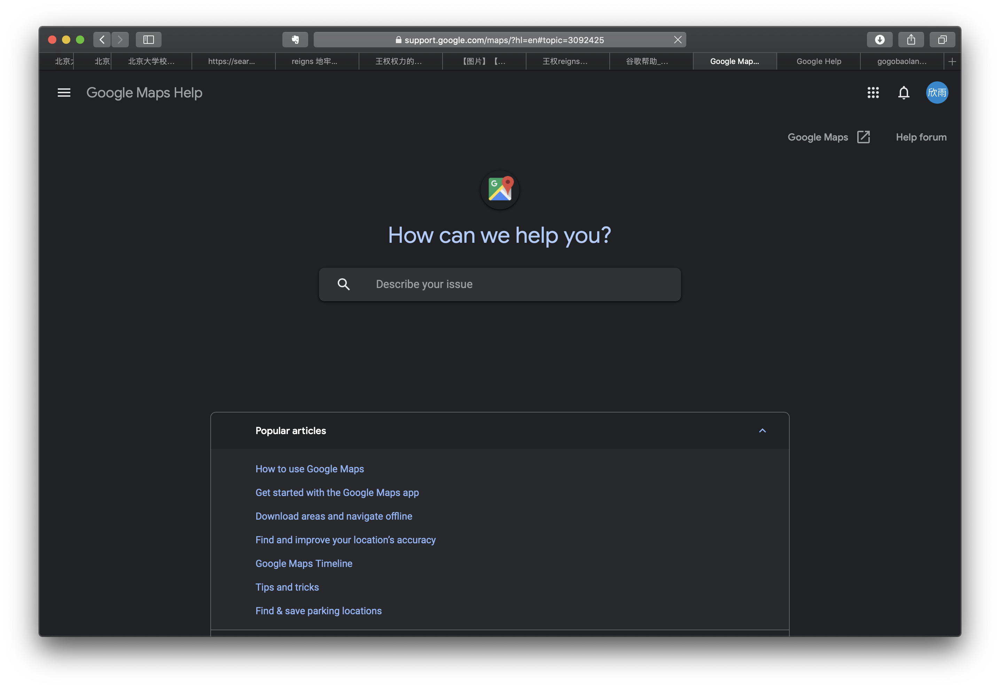 support.google.com/maps/?hl=en#topic=3092425
北京 北京 北京大学校... https://sear... reigns 地牢... 王权权力的... 【图片】【... 王权reigns... 谷歌帮助_... Google Map... Google Help gogobaolan...
Google Maps Help
欣雨
Google Maps Help forum
G
How can we help you?
Describe your issue
Popular articles
How to use Google Maps
Get started with the Google Maps app
Download areas and navigate offline
Find and improve your location’s accuracy
Google Maps Timeline
Tips and tricks
Find & save parking locations